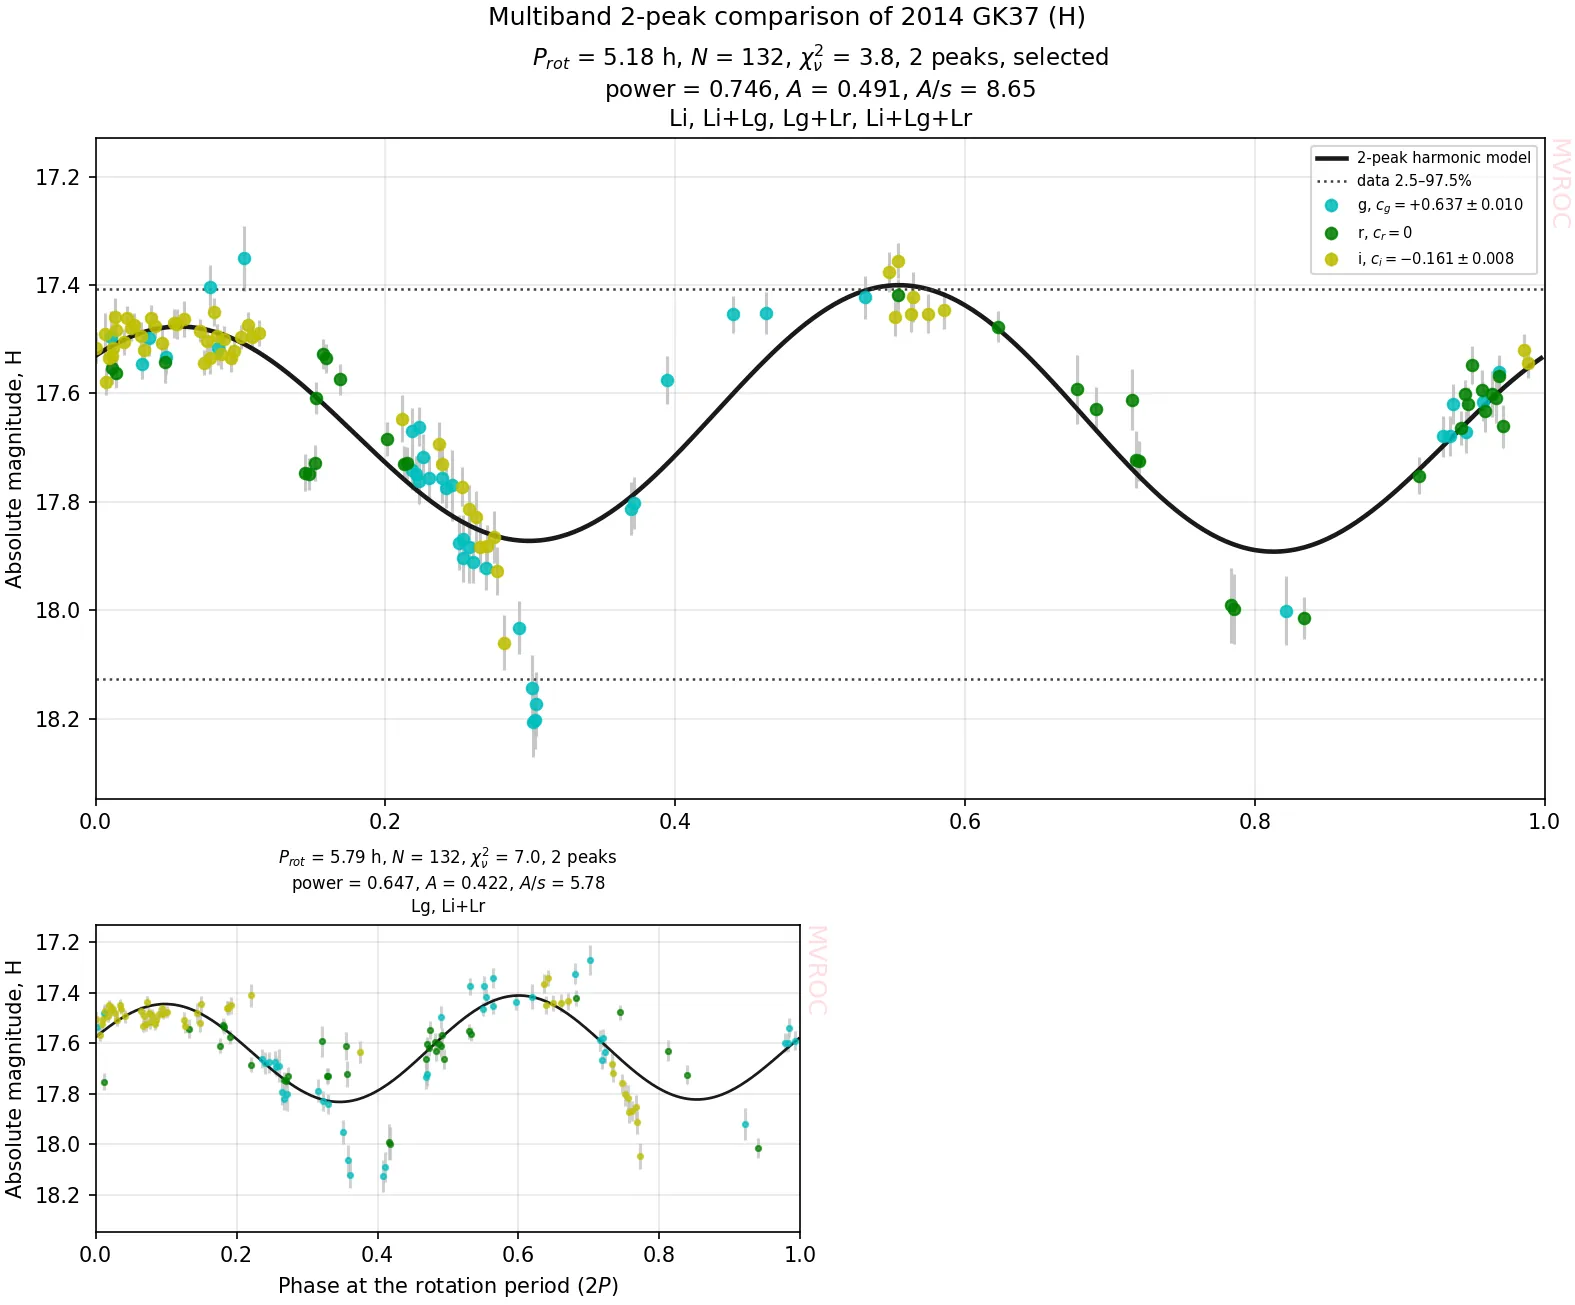 Multiband 2-peak comparison of 2014 GK37 (H)
P_rot = 5.18 h, N = 132, χ²_ν = 3.8, 2 peaks, selected
power = 0.746, A = 0.491, A/s = 8.65
Li, Li+Lg, Lg+Lr, Li+Lg+Lr
2-peak harmonic model
data 2.5–97.5%
g, c_g = +0.637 ± 0.010
r, c_r = 0
i, c_i = −0.161 ± 0.008
MVROC
Absolute magnitude, H
17.2
17.4
17.6
17.8
18.0
18.2
0.0 0.2 0.4 0.6 0.8 1.0
P_rot = 5.79 h, N = 132, χ²_ν = 7.0, 2 peaks
power = 0.647, A = 0.422, A/s = 5.78
Lg, Li+Lr
MVROC
Absolute magnitude, H
17.2
17.4
17.6
17.8
18.0
18.2
0.0 0.2 0.4 0.6 0.8 1.0
Phase at the rotation period (2P)